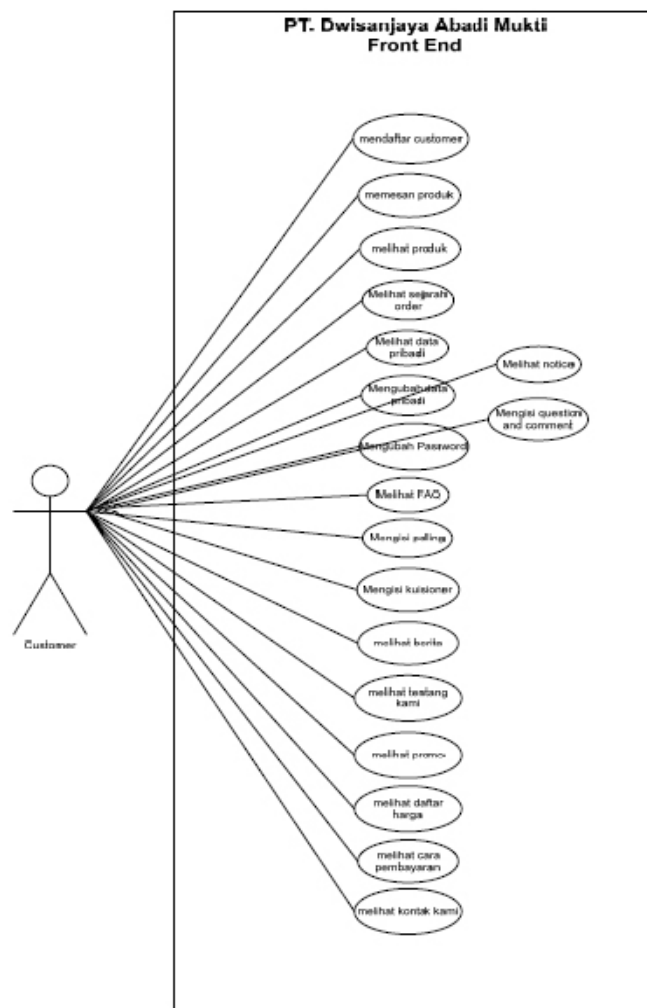 PT. Dwisanjaya Abadi Mukti
Front End
mendaftar customer
memesan produk
melihat produk
Melihat sejarah
order
Melihat data
pribadi
Melihat notice
Mengubah data
pribadi
Mengisi question
and comment
Mengubah Password
Melihat FAQ
Mengisi polling
Mengisi kuisioner
Customer
melihat berita
melihat tentang
kami
melihat promo
melihat daftar
harga
melihat cara
pembayaran
melihat kontak kami